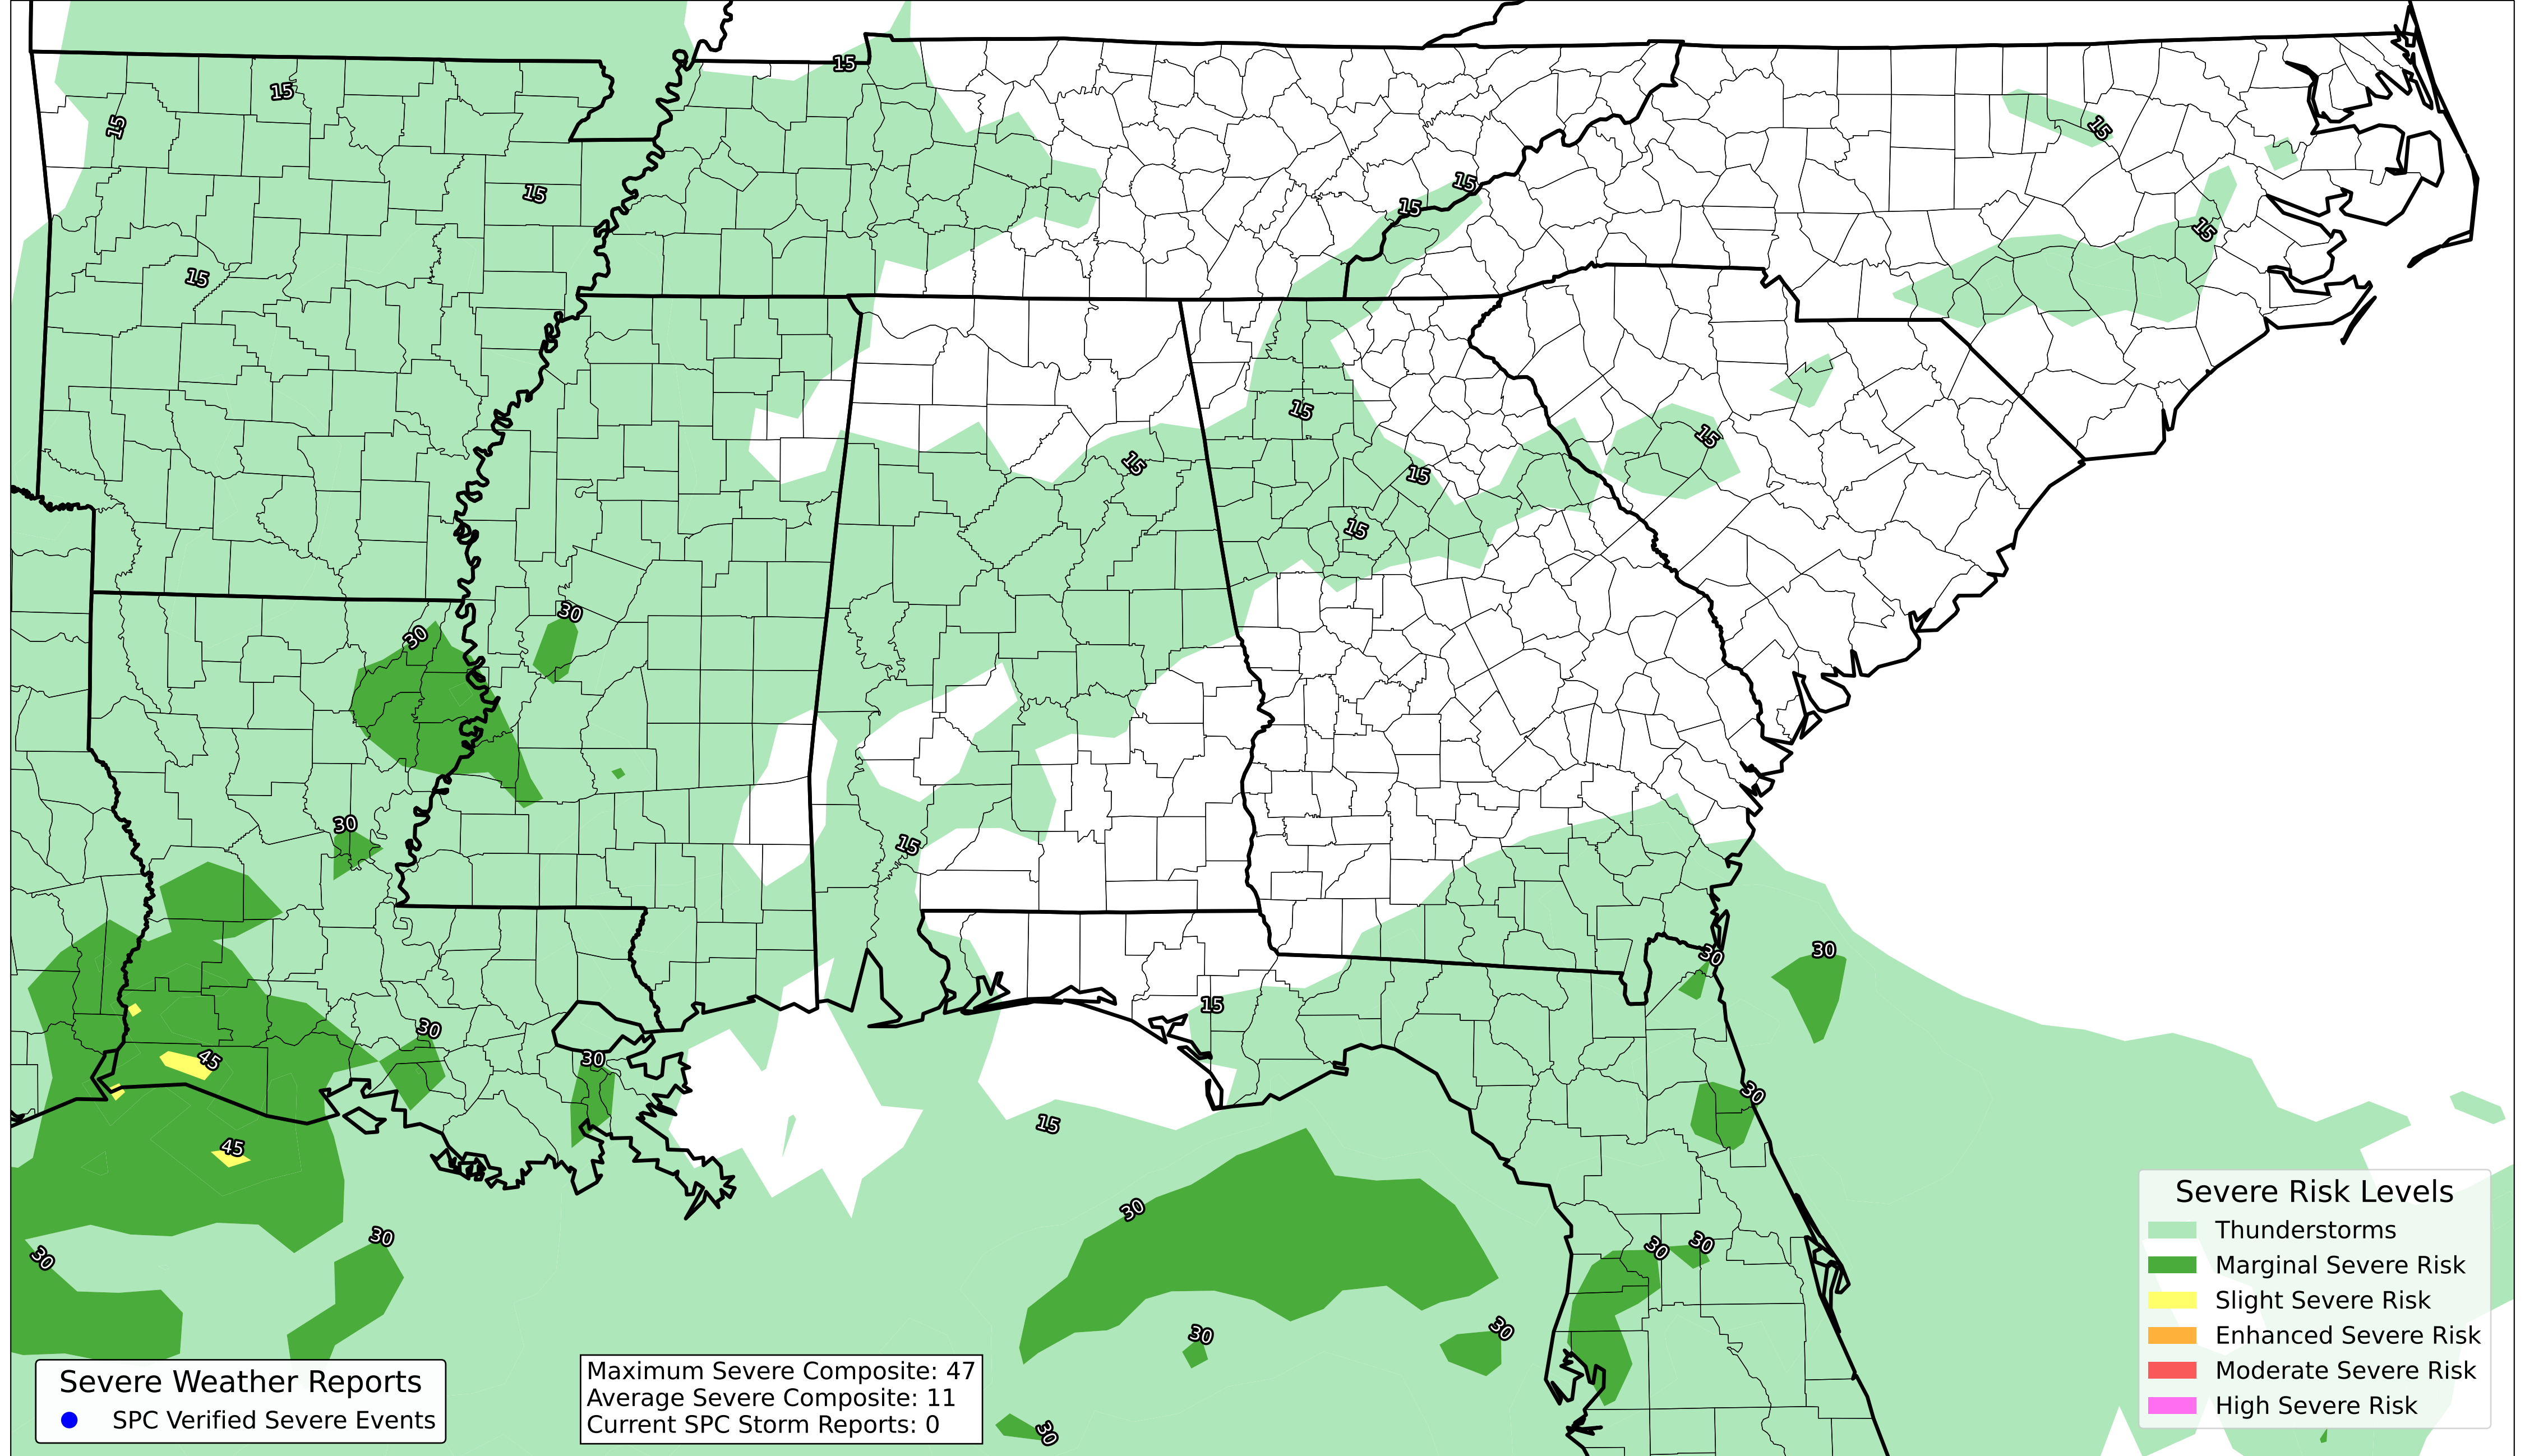 15
15
15
15
15
15
15
15
15
15
15
15
15
15
30
30
15
30
30
30
15
30
45
30
30
15
45
30
30
30
30
30
30
30
30
Severe Risk Levels
Thunderstorms
Marginal Severe Risk
Slight Severe Risk
Enhanced Severe Risk
Moderate Severe Risk
High Severe Risk
Severe Weather Reports
SPC Verified Severe Events
Maximum Severe Composite: 47
Average Severe Composite: 11
Current SPC Storm Reports: 0